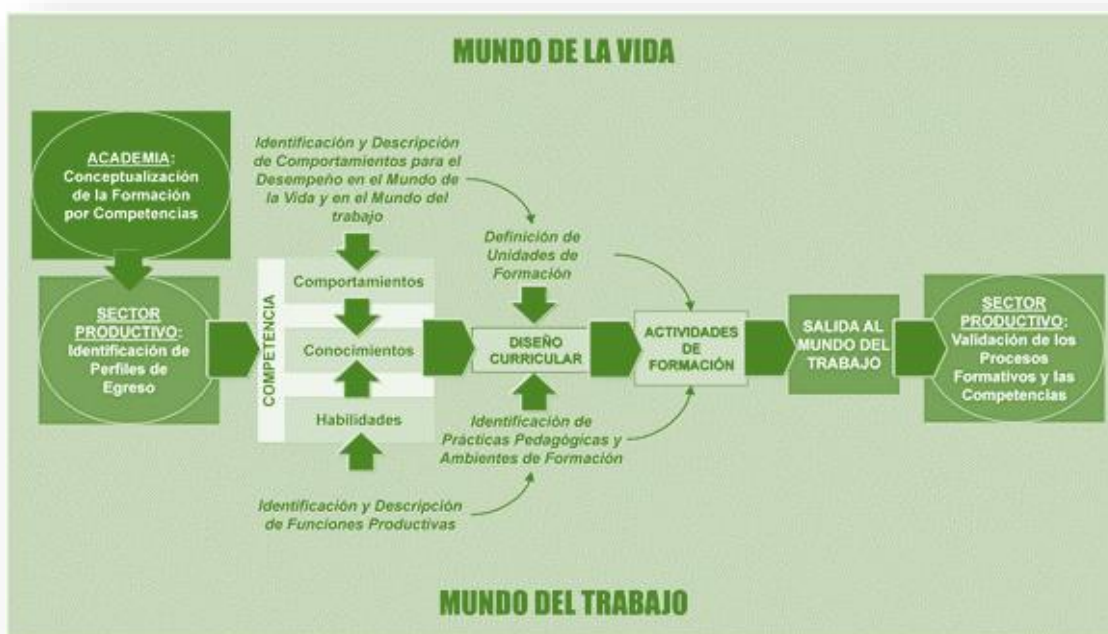 MUNDO DE LA VIDA
ACADEMIA:
Conceptualización
de la Formación
por Competencias
SECTOR
PRODUCTIVO:
Identificación de
Perfiles de
Egreso
Identificación y Descripción
de Comportamientos para el
Desempeño en el Mundo de
la Vida y en el Mundo del
trabajo
COMPETENCIA
Comportamientos
Conocimientos
Habilidades
Identificación y Descripción
de Funciones Productivas
Definición de
Unidades de
Formación
DISEÑO
CURRICULAR
Identificación de
Prácticas Pedagógicas y
Ambientes de Formación
ACTIVIDADES
DE
FORMACIÓN
SALIDA AL
MUNDO DEL
TRABAJO
SECTOR
PRODUCTIVO:
Validación de los
Procesos
Formativos y las
Competencias
MUNDO DEL TRABAJO